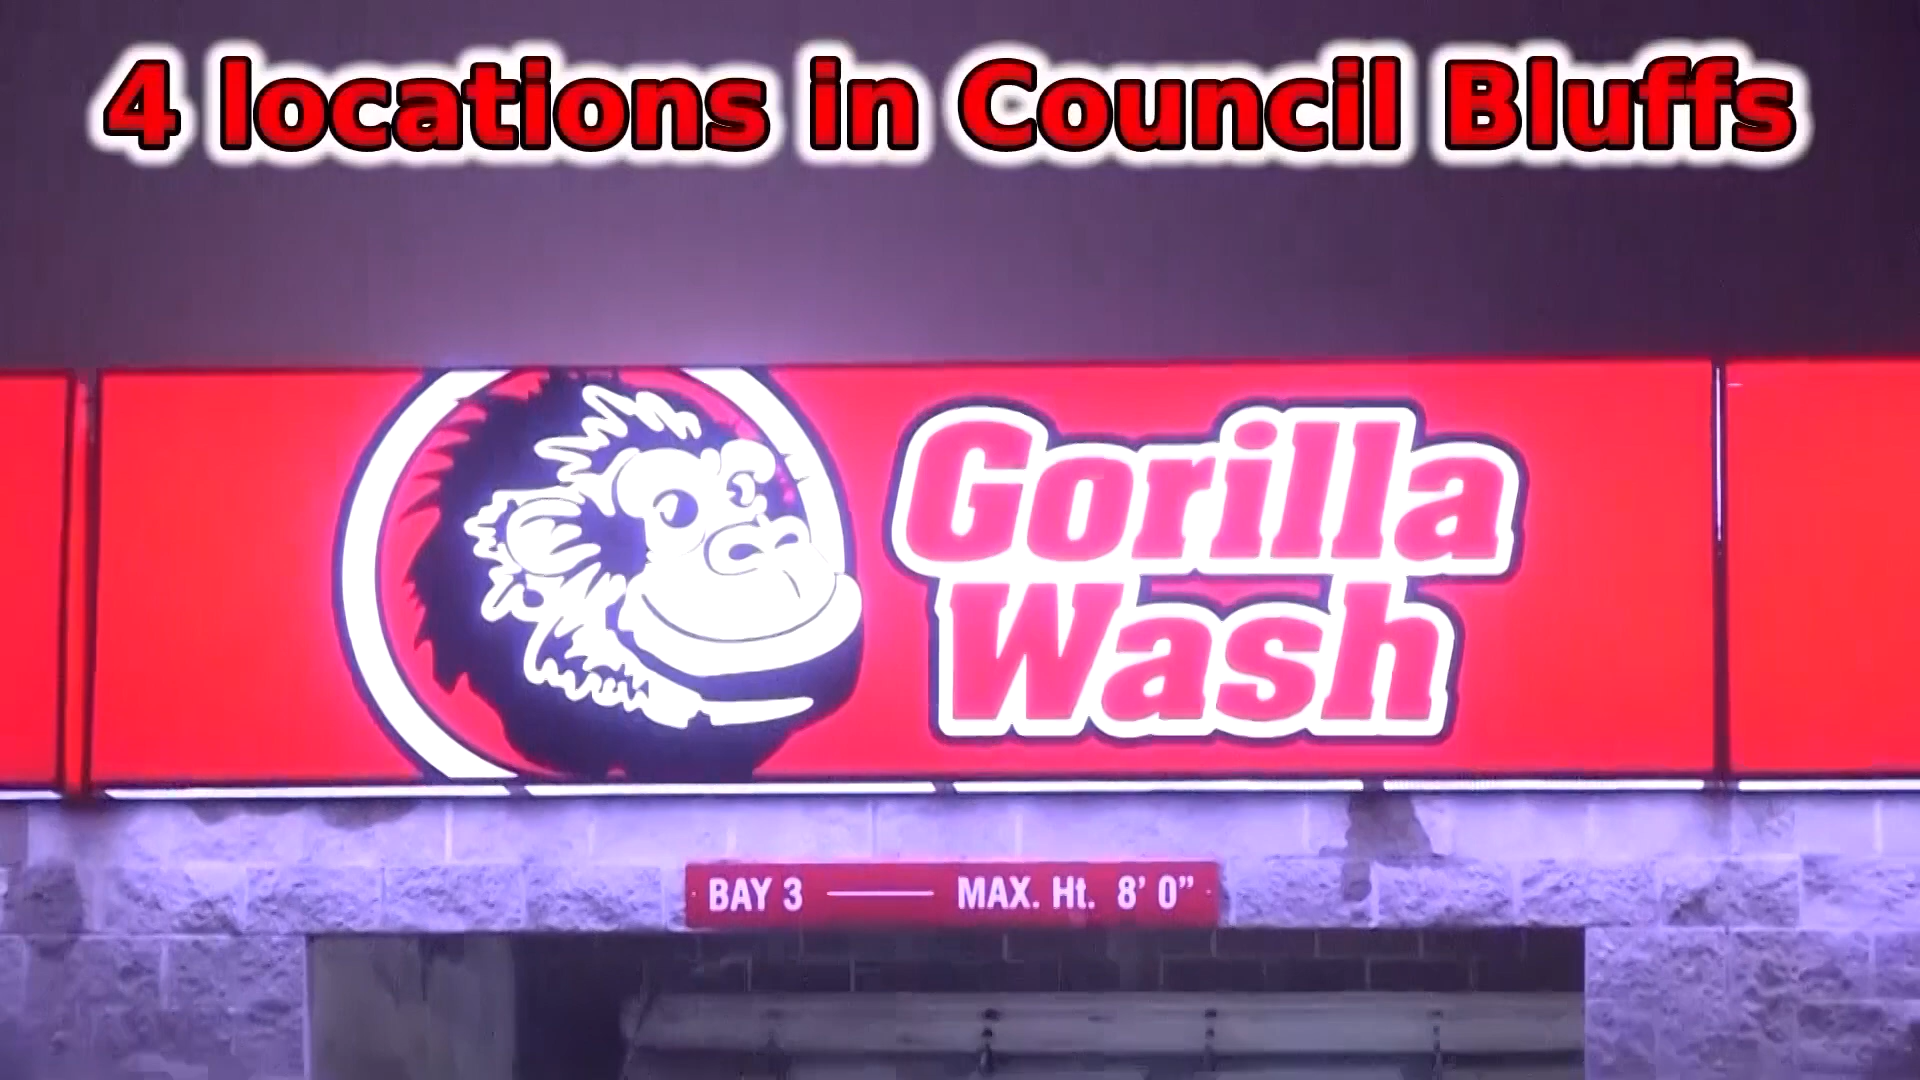 4 locations in Council Bluffs
Gorilla
Wash
BAY 3 —— MAX. Ht. 8’ 0”